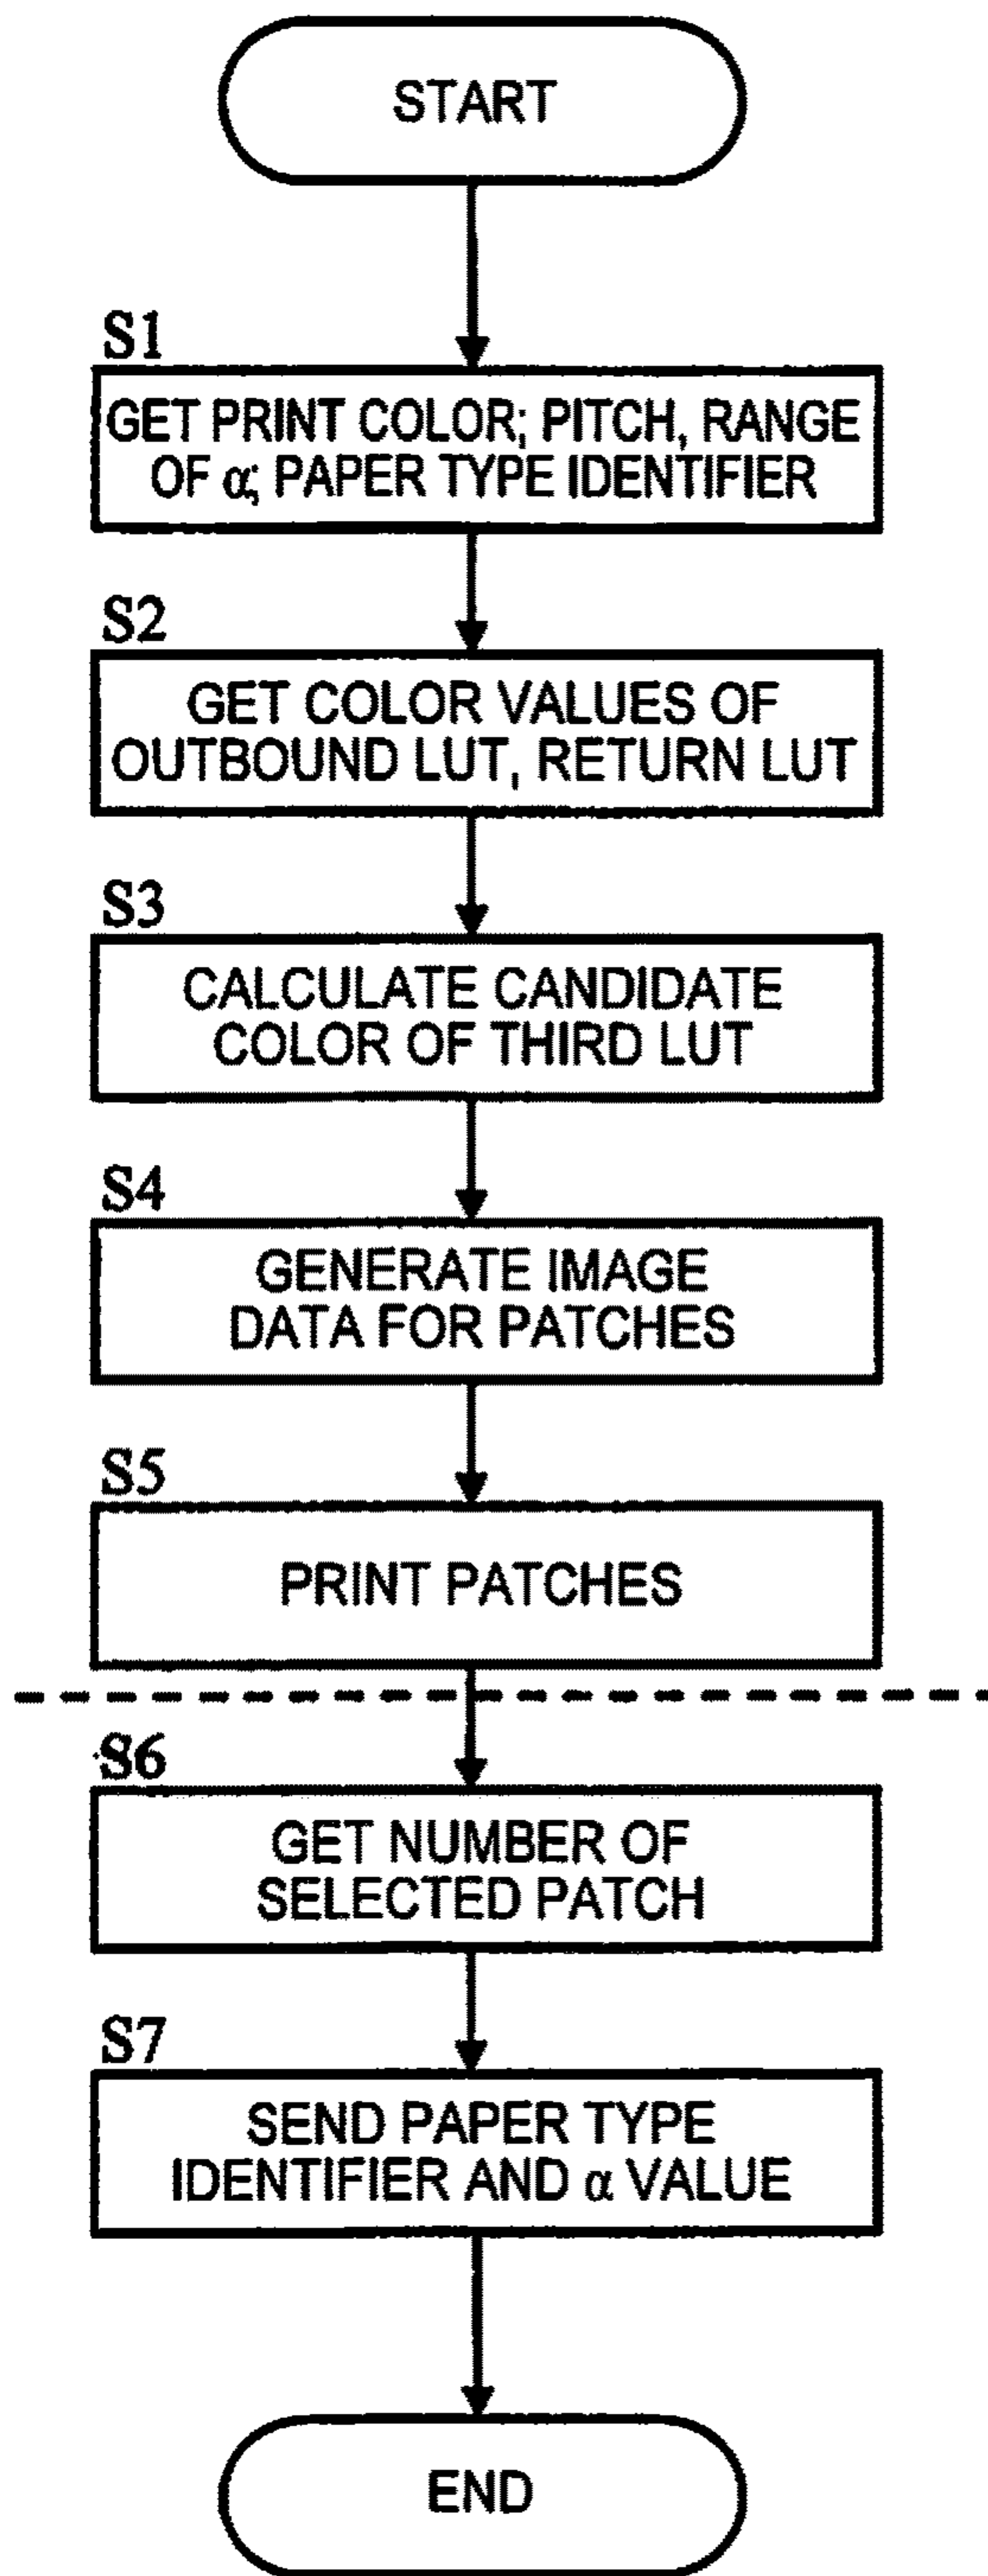 START
S1
GET PRINT COLOR; PITCH, RANGE
OF α; PAPER TYPE IDENTIFIER
S2
GET COLOR VALUES OF
OUTBOUND LUT, RETURN LUT
S3
CALCULATE CANDIDATE
COLOR OF THIRD LUT
S4
GENERATE IMAGE
DATA FOR PATCHES
S5
PRINT PATCHES
S6
GET NUMBER OF
SELECTED PATCH
S7
SEND PAPER TYPE
IDENTIFIER AND α VALUE
END